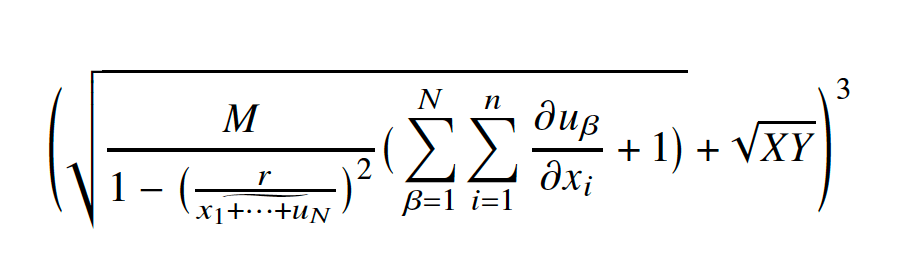 \left( \sqrt{\frac{M}{1 - \left( \frac{r}{\widetilde{x_1 + \cdots + u_N}} \right)^2} \left( \sum_{\beta=1}^{N} \sum_{i=1}^{n} \frac{\partial u_\beta}{\partial x_i} + 1 \right)} + \sqrt{XY} \right)^3